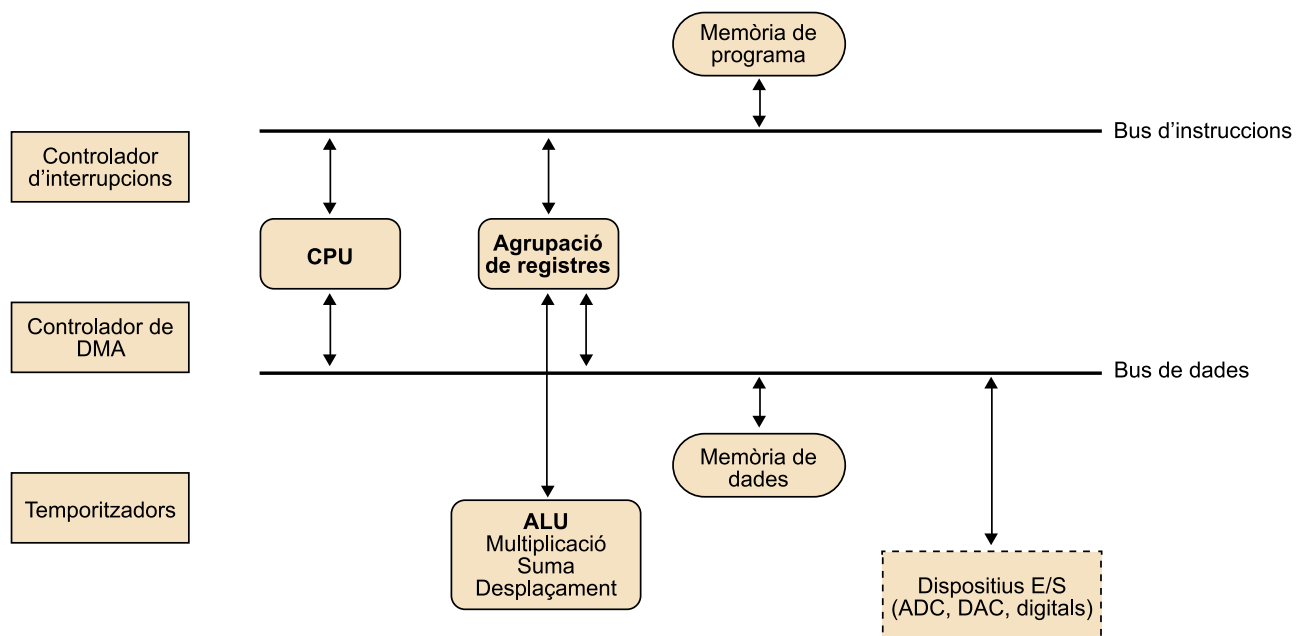 Memòria de
programa
Bus d’instruccions
Controlador
d’interrupcions
CPU
Agrupació
de registres
Controlador de
DMA
Bus de dades
Memòria de
dades
Temporitzadors
ALU
Multiplicació
Suma
Desplaçament
Dispositius E/S
(ADC, DAC, digitals)